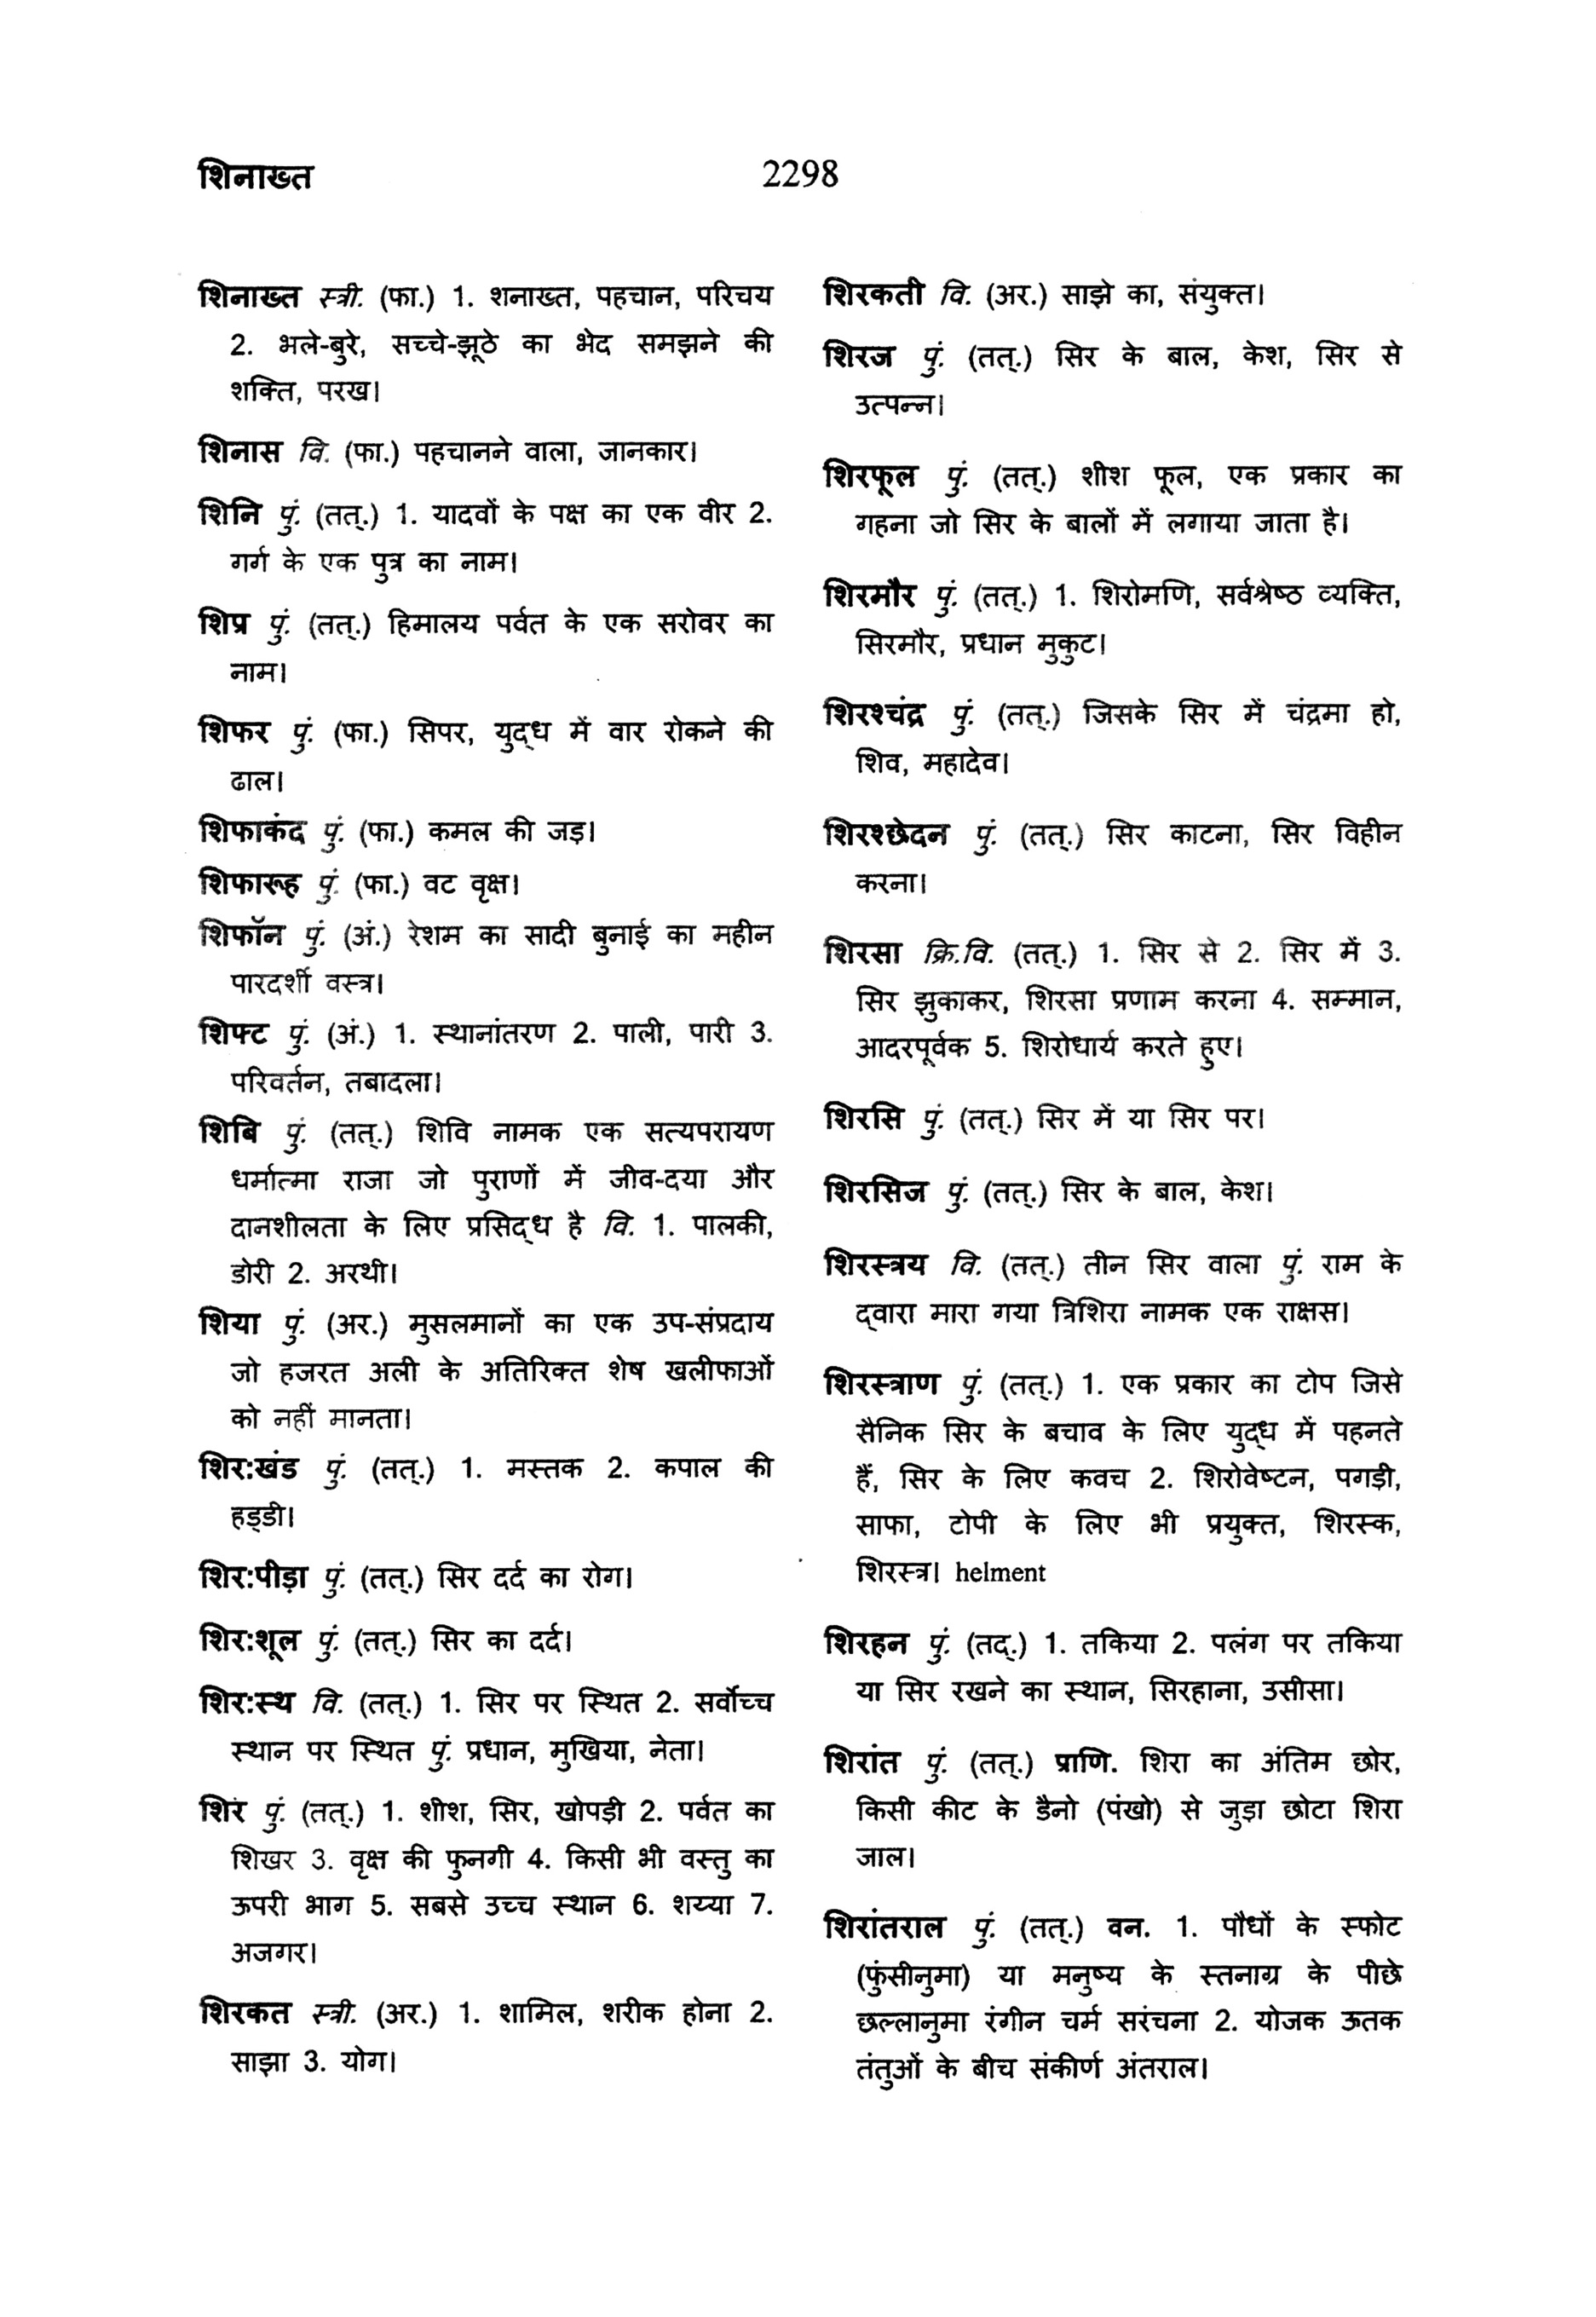 शिनाख्त
2298
शिनाख्त स्त्री. (फा.) 1. शनाख्त, पहचान, परिचय
2. भले-बुरे, सच्चे-झूठे का भेद समझने की
शक्ति, परख।
शिनास वि. (फा.) पहचानने वाला, जानकार।
शिनि पुं. (तत्.) 1. यादवों के पक्ष का एक वीर 2.
गर्ग के एक पुत्र का नाम।
शिप्र पुं. (तत्.) हिमालय पर्वत के एक सरोवर का
नाम।
शिफर पुं. (फा.) सिपर, युद्ध में वार रोकने की
ढाल।
शिफाकंद पुं. (फा.) कमल की जड़।
शिफारूह पुं. (फा.) वट वृक्ष।
शिफॉन पुं. (अं.) रेशम का सादी बुनाई का महीन
पारदर्शी वस्त्र।
शिफ्ट पुं. (अं.) 1. स्थानांतरण 2. पाली, पारी 3.
परिवर्तन, तबादला।
शिबि पुं. (तत्.) शिवि नामक एक सत्यपरायण
धर्मात्मा राजा जो पुराणों में जीव-दया और
दानशीलता के लिए प्रसिद्ध है वि. 1. पालकी,
डोरी 2. अरथी।
शिया पुं. (अर.) मुसलमानों का एक उप-संप्रदाय
जो हजरत अली के अतिरिक्त शेष खलीफाओं
को नहीं मानता।
शिर:खंड पुं. (तत्.) 1. मस्तक 2. कपाल की
हड्डी।
शिर:पीड़ा पुं. (तत्.) सिर दर्द का रोग।
शिर:शूल पुं. (तत्.) सिर का दर्द।
शिर:स्थ वि. (तत्.) 1. सिर पर स्थित 2. सर्वोच्च
स्थान पर स्थित पुं. प्रधान, मुखिया, नेता।
शिर पुं. (तत्.) 1. शीश, सिर, खोपड़ी 2. पर्वत का
शिखर 3. वृक्ष की फुनगी 4. किसी भी वस्तु का
ऊपरी भाग 5. सबसे उच्च स्थान 6. शय्या 7.
अजगर।
शिरकत स्त्री. (अर.) 1. शामिल, शरीक होना 2.
साझा 3. योग।
शिरकती वि. (अर.) साझे का, संयुक्त।
शिरज पुं. (तत्.) सिर के बाल, केश, सिर से
उत्पन्न।
शिरफूल पुं. (तत्.) शीश फूल, एक प्रकार का
गहना जो सिर के बालों में लगाया जाता है।
शिरमौर पुं. (तत्.) 1. शिरोमणि, सर्वश्रेष्ठ व्यक्ति,
सिरमौर, प्रधान मुकुट।
शिरश्चंद्र पुं. (तत्.) जिसके सिर में चंद्रमा हो,
शिव, महादेव।
शिरश्छेदन पुं. (तत्.) सिर काटना, सिर विहीन
करना।
शिरसा क्रि.वि. (तत्.) 1. सिर से 2. सिर में 3.
सिर झुकाकर, शिरसा प्रणाम करना 4. सम्मान,
आदरपूर्वक 5. शिरोधार्य करते हुए।
शिरसि पुं. (तत्.) सिर में या सिर पर।
शिरसिज पुं. (तत्.) सिर के बाल, केश।
शिरस्त्रय वि. (तत्.) तीन सिर वाला पुं. राम के
द्वारा मारा गया त्रिशिरा नामक एक राक्षस।
शिरस्त्राण पुं. (तत्.) 1. एक प्रकार का टोप जिसे
सैनिक सिर के बचाव के लिए युद्ध में पहनते
हैं, सिर के लिए कवच 2. शिरोवेष्टन, पगड़ी,
साफा, टोपी के लिए भी प्रयुक्त, शिरस्क,
शिरस्त्र। helment
शिरहन पुं. (तद्.) 1. तकिया 2. पलंग पर तकिया
या सिर रखने का स्थान, सिरहाना, उसीसा।
शिरांत पुं. (तत्.) प्राणि. शिरा का अंतिम छोर,
किसी कीट के डैनो (पंखो) से जुड़ा छोटा शिरा
जाल।
शिरांतराल पुं. (तत्.) वन. 1. पौधों के स्फोट
(फुंसीनुमा) या मनुष्य के स्तनाग्र के पीछे
छल्लानुमा रंगीन चर्म सरंचना 2. योजक ऊतक
तंतुओं के बीच संकीर्ण अंतराल।